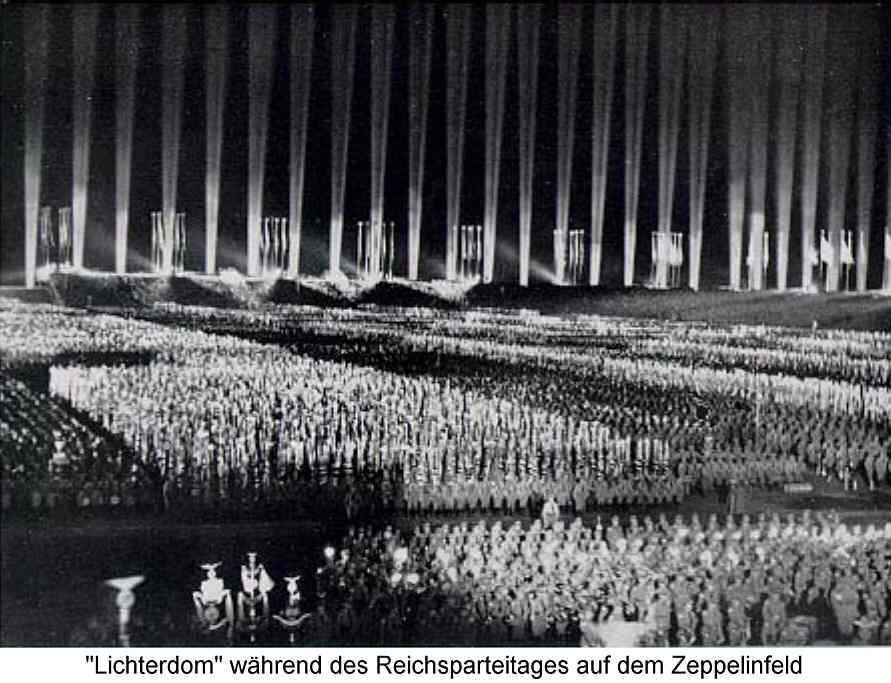 "Lichterdom" während des Reichsparteitages auf dem Zeppelinfeld